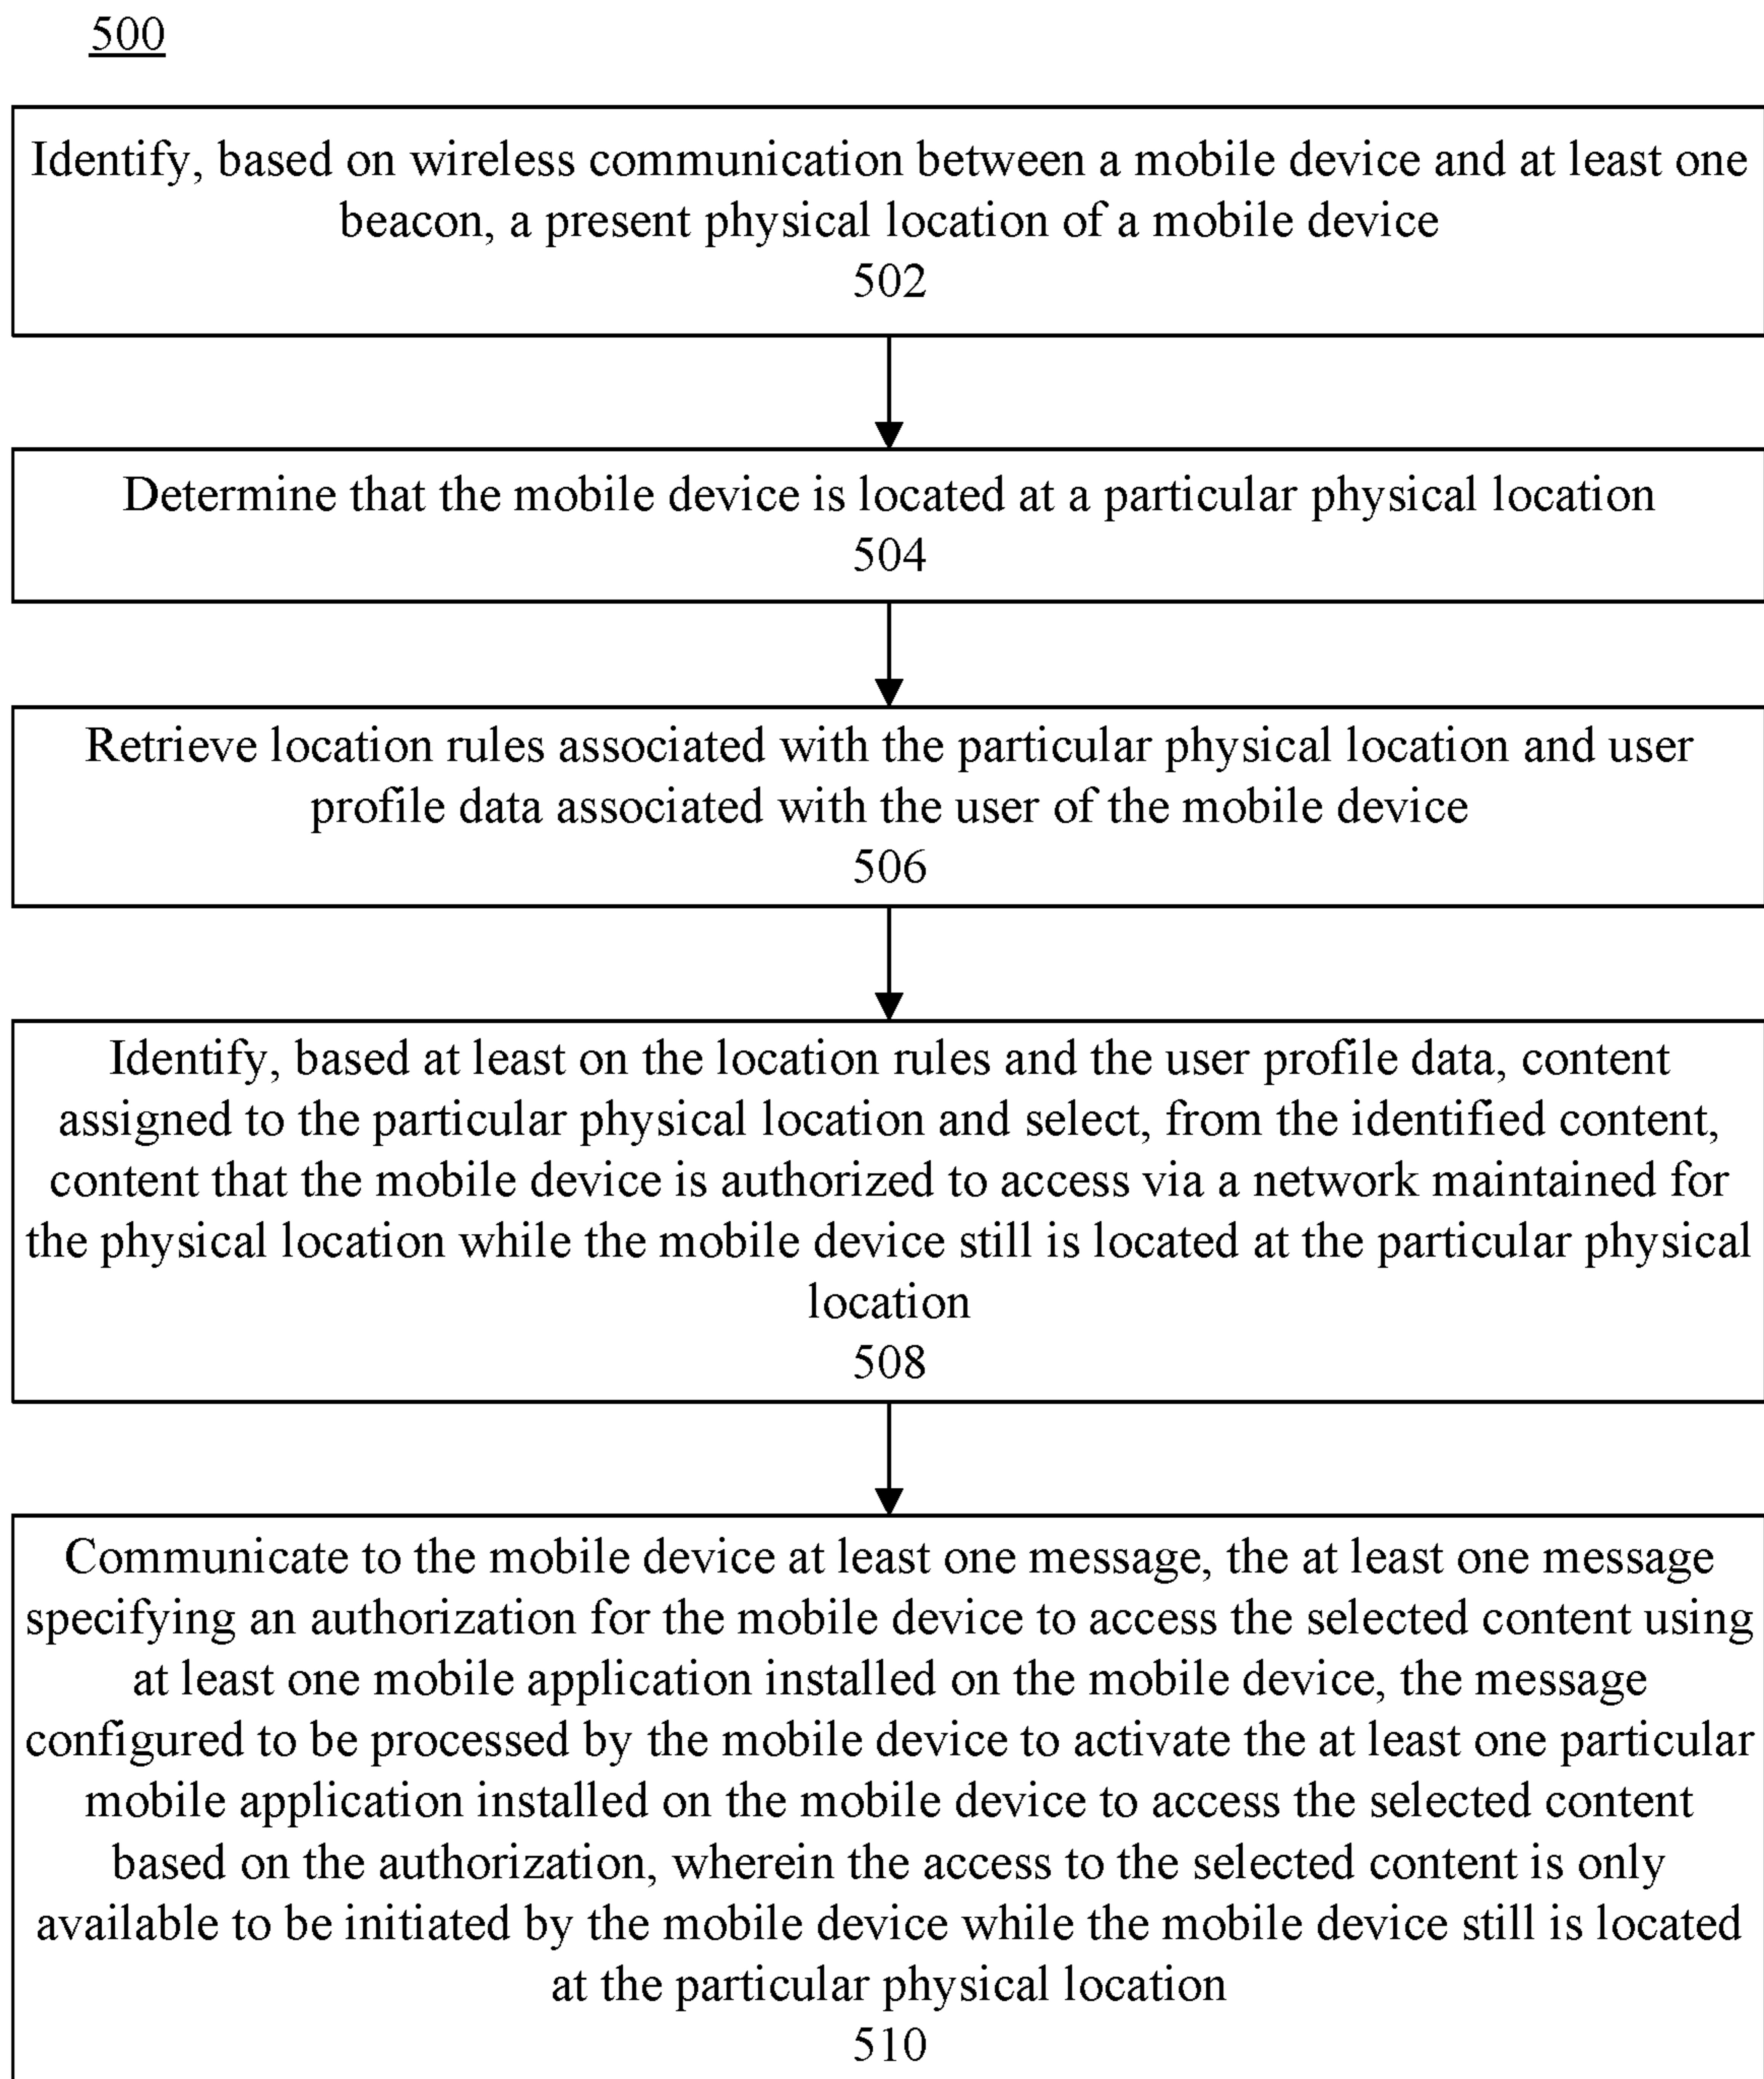 500
Identify, based on wireless communication between a mobile device and at least one
beacon, a present physical location of a mobile device
502
Determine that the mobile device is located at a particular physical location
504
Retrieve location rules associated with the particular physical location and user
profile data associated with the user of the mobile device
506
Identify, based at least on the location rules and the user profile data, content
assigned to the particular physical location and select, from the identified content,
content that the mobile device is authorized to access via a network maintained for
the physical location while the mobile device still is located at the particular physical
location
508
Communicate to the mobile device at least one message, the at least one message
specifying an authorization for the mobile device to access the selected content using
at least one mobile application installed on the mobile device, the message
configured to be processed by the mobile device to activate the at least one particular
mobile application installed on the mobile device to access the selected content
based on the authorization, wherein the access to the selected content is only
available to be initiated by the mobile device while the mobile device still is located
at the particular physical location
510